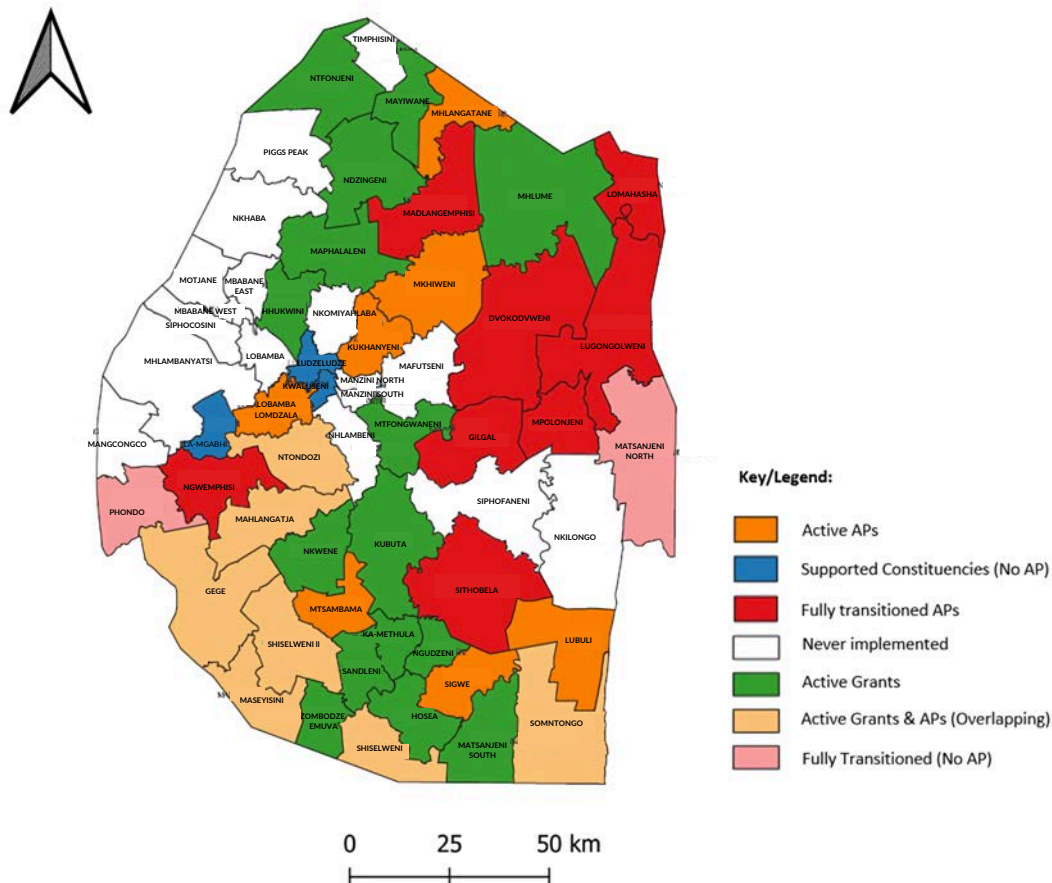 TIMPHISINI
NTFONJENI
MAYIWANE
MHLANGATANE
PIGGS PEAK
NDZINGENI
MHLUME
LOMAHASHA
MADLANGEMPHISI
NKHABA
MAPHALALENI
MOTJANE
MBABANE
EAST
MKHIWENI
MBABANE WEST
HHUKWINI
NKOMIYAHLABA
SIPHOCOSINI
DVOKODVWENI
LUGONGOLWENI
KUKHANYENI
LOBAMBA
MHLAMBANYATSI
LUDZELUDZE
MAFUTSENI
MANZINI NORTH
KWALUSENI
MANZINI SOUTH
LOBAMBA
LOMDZALA
MTFONGWANENI
MPOLONJENI
NHLAMBENI
GILGAL
MANGCONGCO
LA-MGABHI
MATSANJENI
NORTH
NTONDOZI
NGWEMPHISI
SIPHOFANENI
PHONDO
MAHLANGATJA
NKILONGO
KUBUTA
NKWENE
GEGE
SITHOBELA
MTSAMBAMA
KA-METHULA
LUBULI
SHISELWENI II
NGUDZENI
SANDLENI
SIGWE
MASEYISINI
ZOMBODZE
EMUVA
HOSEA
SOMNTONGO
SHISELWENI
MATSANJENI
SOUTH
Key/Legend:
Active APs
Supported Constituencies (No AP)
Fully transitioned APs
Never implemented
Active Grants
Active Grants & APs (Overlapping)
Fully Transitioned (No AP)
0 25 50 km